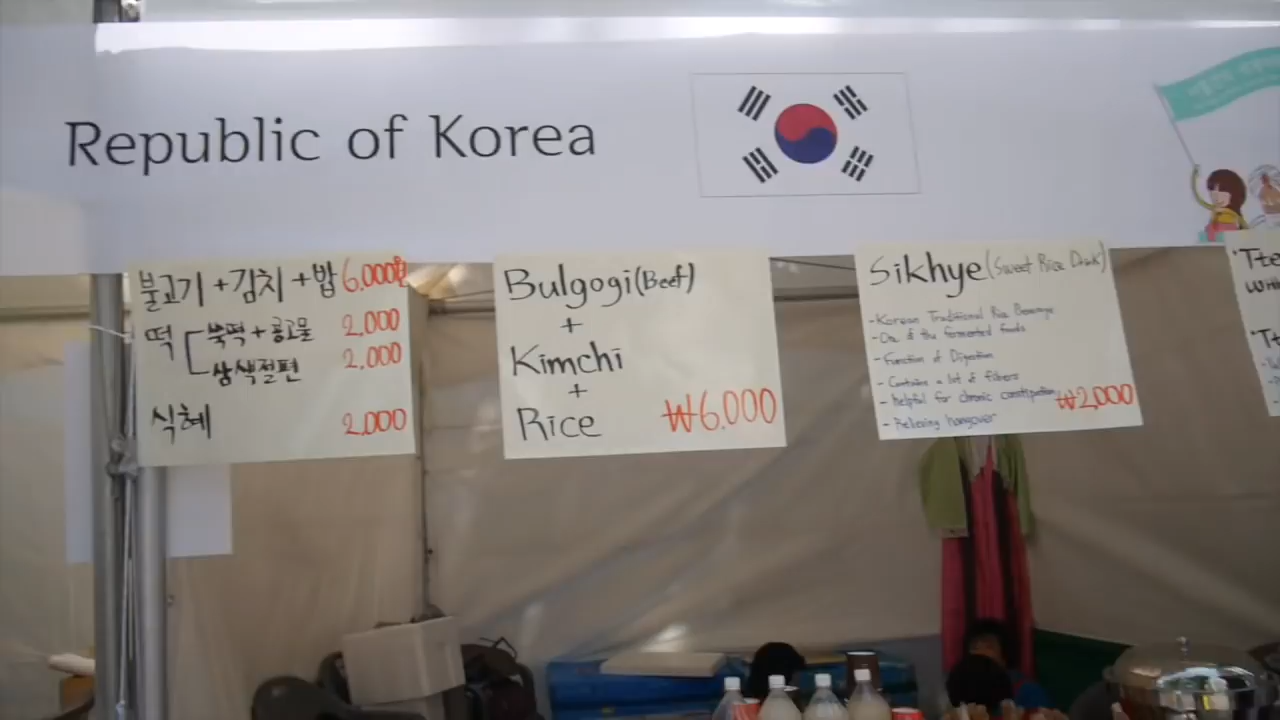 Republic of Korea
불고기 +김치 +밥 6.000원
떡 쑥떡 + 콩고물 2.000
삼색절편 2.000
식혜 2.000
Bulgogi (Beef)
+
Kimchi
+
Rice ₩6.000
Sikhye (Sweet Rice Drink)
-Korean Traditional Rice Beverage
-One of the fermented foods
-Function of Digestion
- Contains a lot of fibers
- helpful for chronic constipation
₩2,000
- Relieving hangover